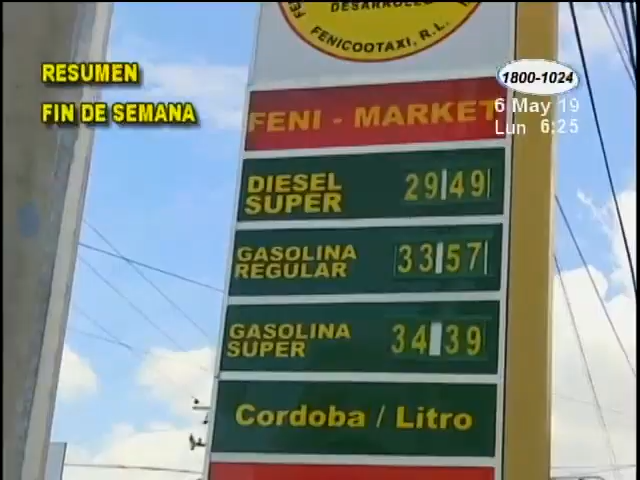 DESARROLLO
FENICOOTAXI, R.L.
RESUMEN
FIN DE SEMANA
1800-1024
6 May 19
Lun 6:25
FENI - MARKET
DIESEL
SUPER
29 49
GASOLINA
REGULAR
33 57
GASOLINA
SUPER
34 39
Cordoba / Litro